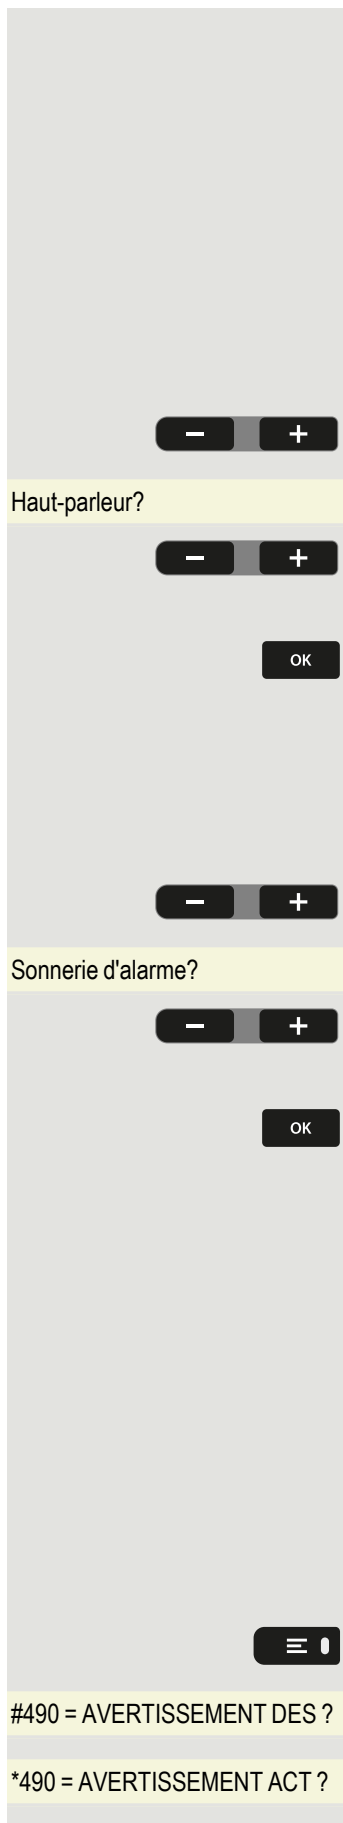 − +
Haut-parleur?
− +
OK
− +
Sonnerie d'alarme?
− +
OK
#490 = AVERTISSEMENT DES ?
*490 = AVERTISSEMENT ACT ?